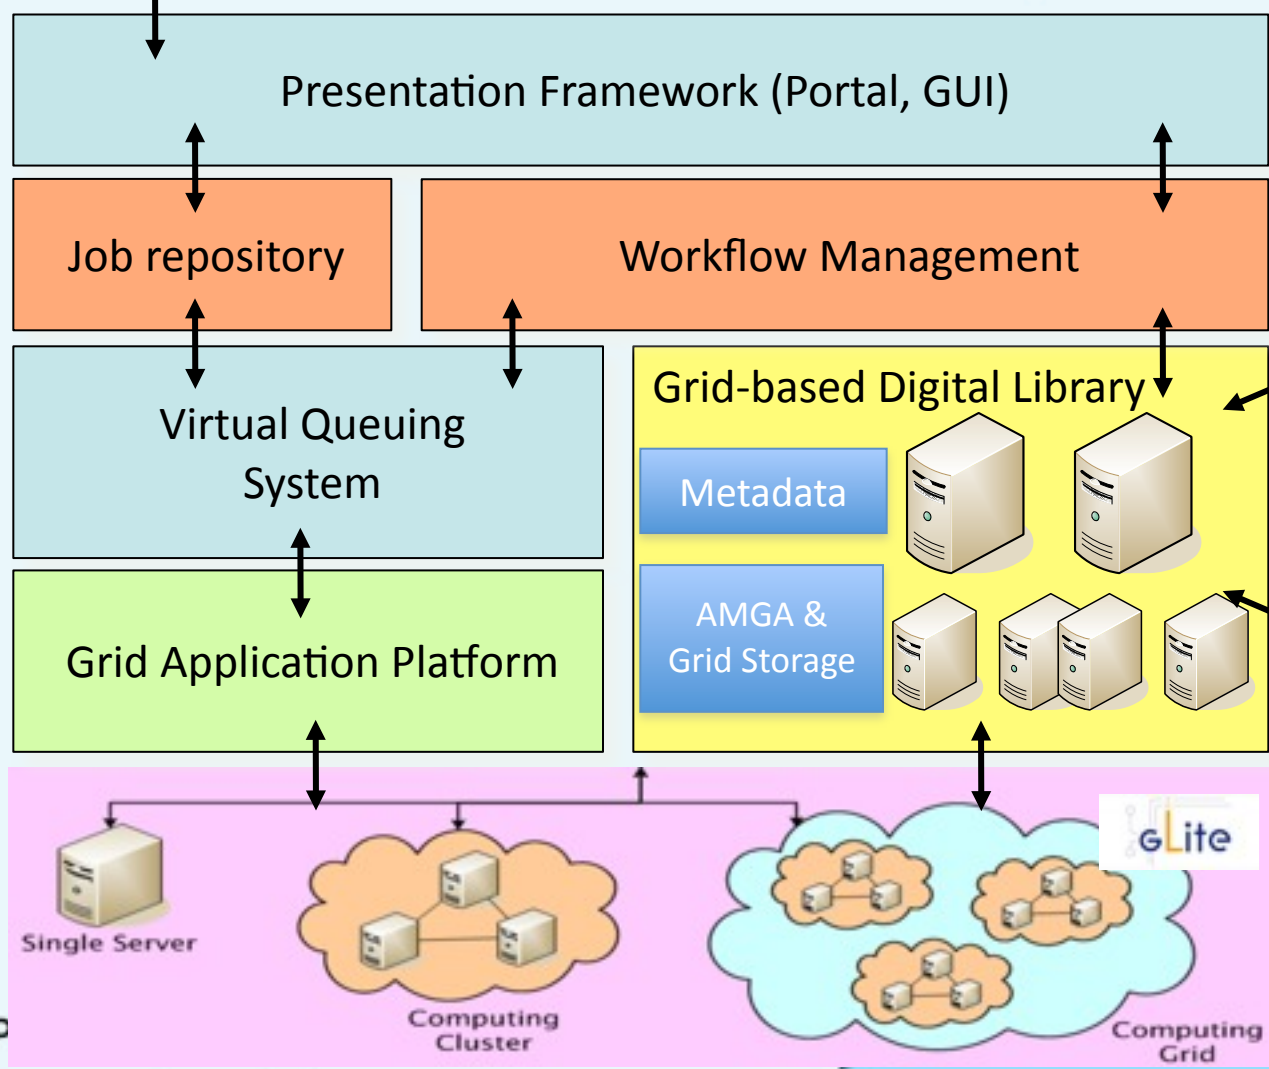 Presentation Framework (Portal, GUI)
Job repository
Workflow Management
Virtual Queuing
System
Grid-based Digital Library
Metadata
AMGA &
Grid Storage
Grid Application Platform
gLite
Single Server
Computing
Cluster
Computing
Grid